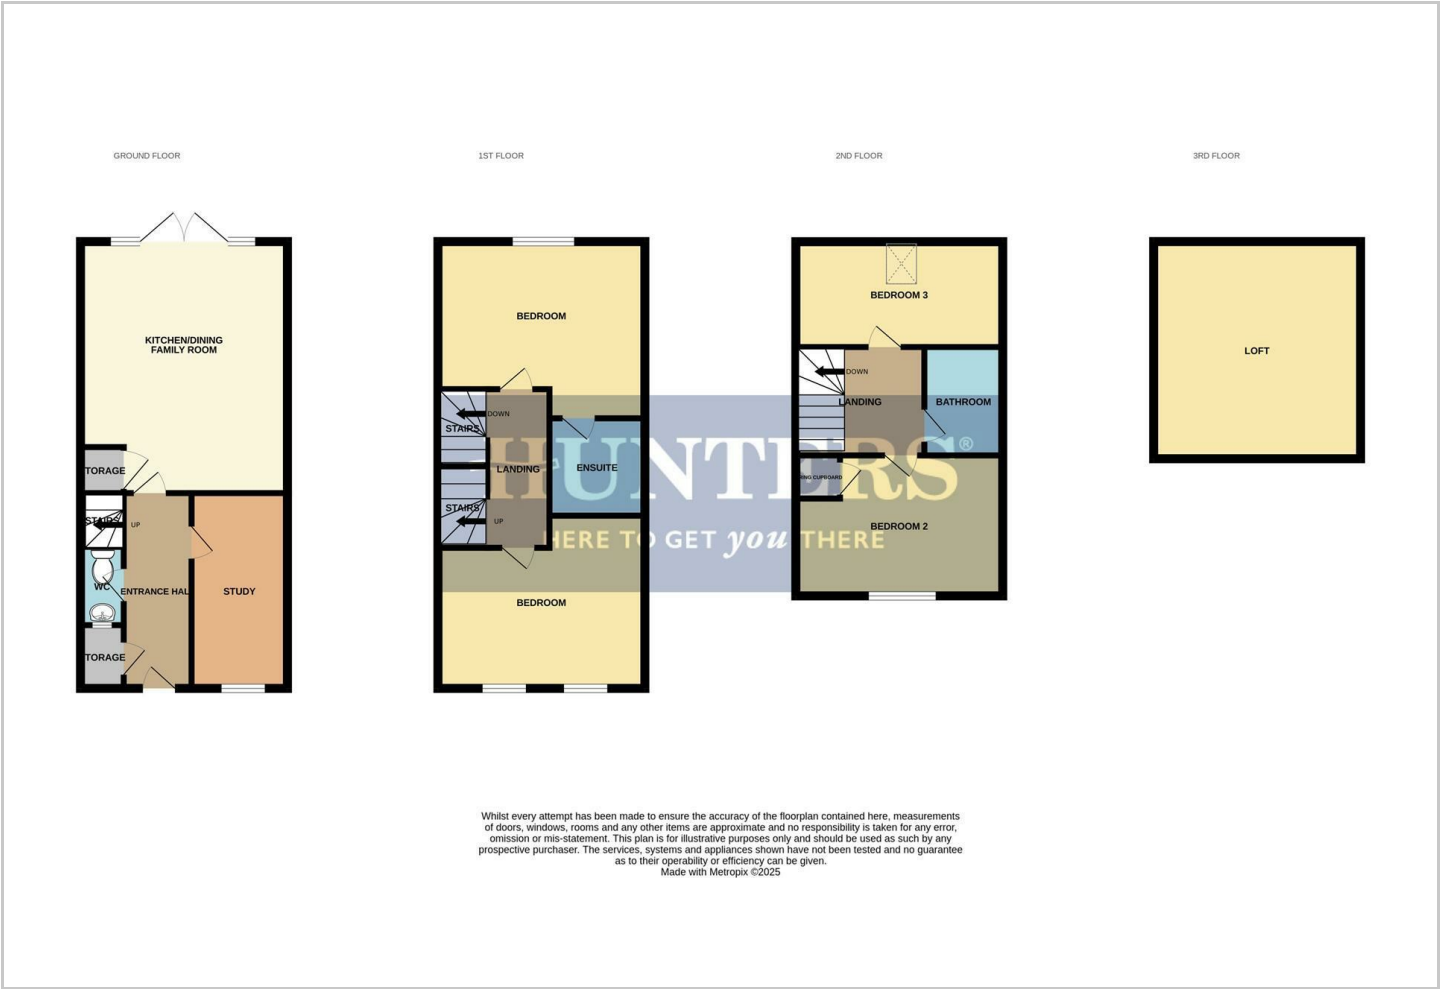 GROUND FLOOR
1ST FLOOR
2ND FLOOR
3RD FLOOR
KITCHEN/DINING
FAMILY ROOM
TORAGE
STAIRS
UP
WC
ENTRANCE HAL
STUDY
TORAGE
BEDROOM
DOWN
STAIRS
LANDING
ENSUITE
STAIRS
UP
BEDROOM
BEDROOM 3
DOWN
LANDING
BATHROOM
RING CUPBOARD
BEDROOM 2
LOFT
HUNTERS®
HERE TO GET you THERE
Whilst every attempt has been made to ensure the accuracy of the floorplan contained here, measurements
of doors, windows, rooms and any other items are approximate and no responsibility is taken for any error,
omission or mis-statement. This plan is for illustrative purposes only and should be used as such by any
prospective purchaser. The services, systems and appliances shown have not been tested and no guarantee
as to their operability or efficiency can be given.
Made with Metropix ©2025